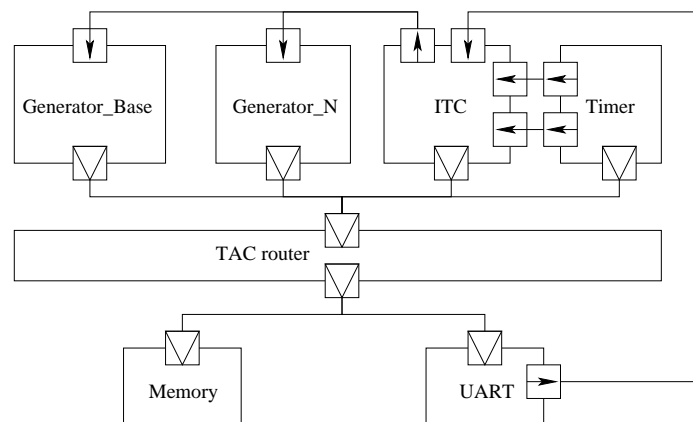 Generator_Base
Generator_N
ITC
Timer
TAC router
Memory
UART